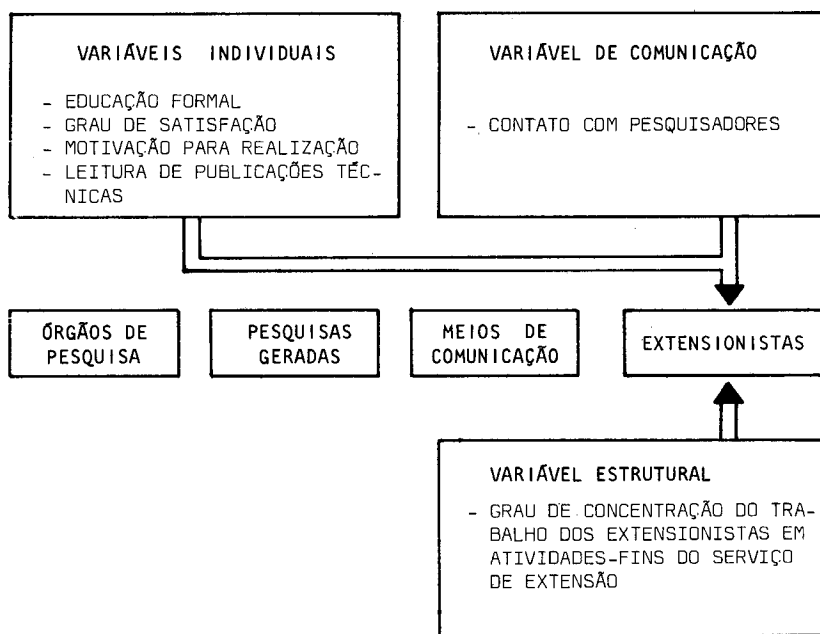 VARIÁVEIS INDIVIDUAIS
- EDUCAÇÃO FORMAL
- GRAU DE SATISFAÇÃO
- MOTIVAÇÃO PARA REALIZAÇÃO
- LEITURA DE PUBLICAÇÕES TÉC-
NICAS
VARIÁVEL DE COMUNICAÇÃO
- CONTATO COM PESQUISADORES
ÓRGÃOS DE
PESQUISA
PESQUISAS
GERADAS
MEIOS DE
COMUNICAÇÃO
EXTENSIONISTAS
VARIÁVEL ESTRUTURAL
- GRAU DE CONCENTRAÇÃO DO TRA-
BALHO DOS EXTENSIONISTAS EM
ATIVIDADES-FINS DO SERVIÇO
DE EXTENSÃO